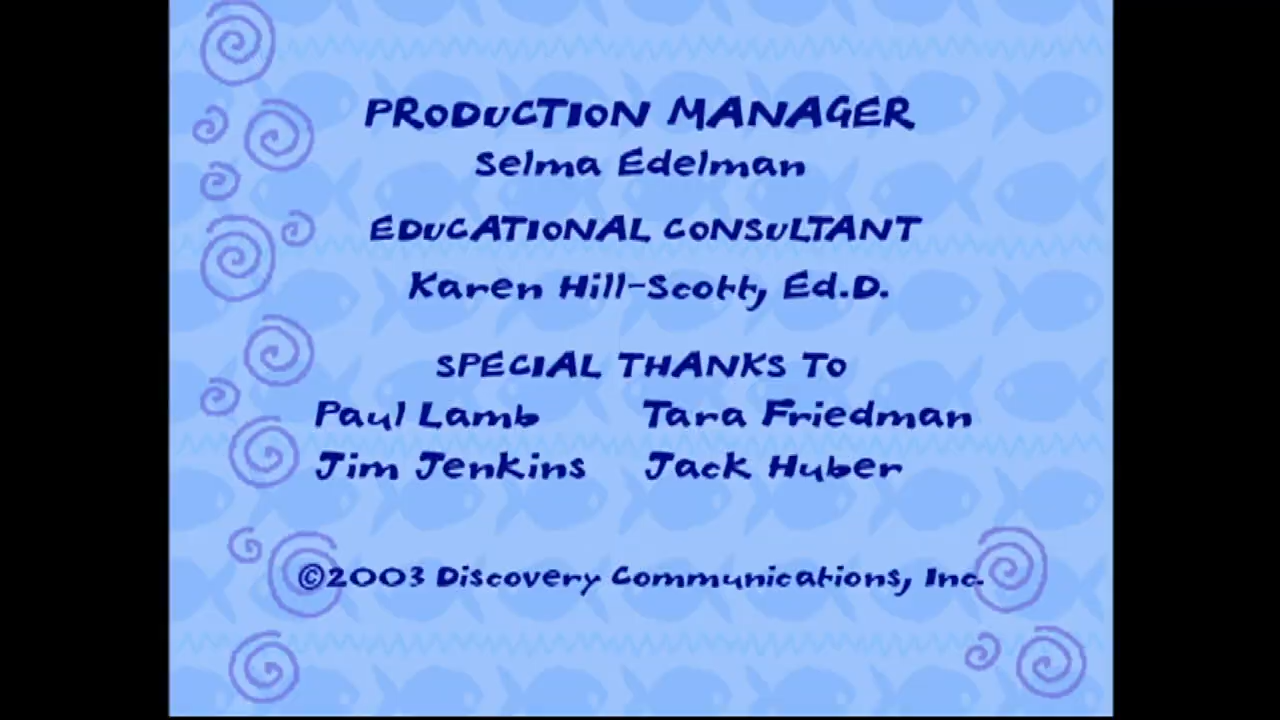 PRODUCTION MANAGER
Selma Edelman
EDUCATIONAL CONSULTANT
Karen Hill-Scott, Ed.D.
SPECIAL THANKS TO
Paul Lamb Tara Friedman
Jim Jenkins Jack Huber
©2003 Discovery Communications, Inc.